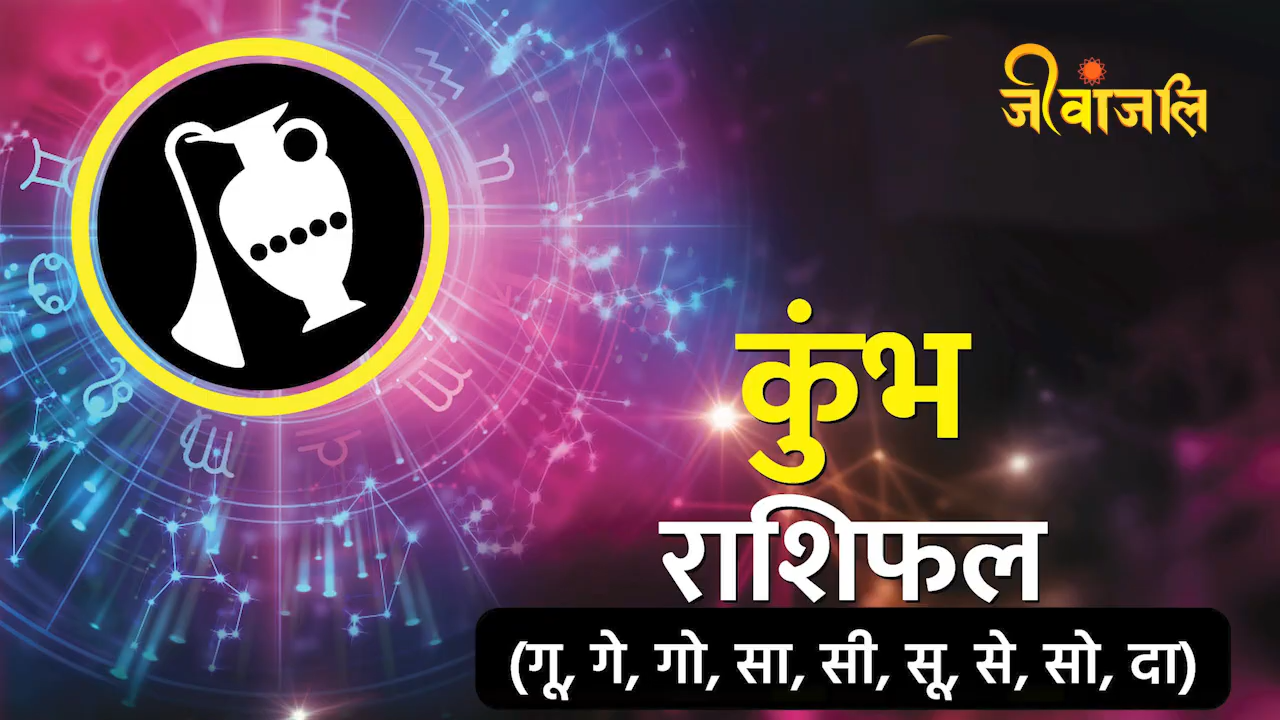 जीवांजलि
कुंभ
राशिफल
(गू, गे, गो, सा, सी, सू, से, सो, दा)